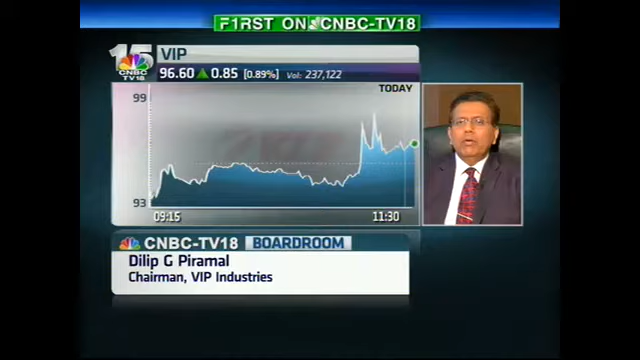 F1RST ON CNBC-TV18
15
CNBC
TV18
VIP
96.60 ▲ 0.85 [0.89%] Vol: 237,122
TODAY
99
93
09:15
11:30
CNBC-TV18 BOARDROOM
Dilip G Piramal
Chairman, VIP Industries